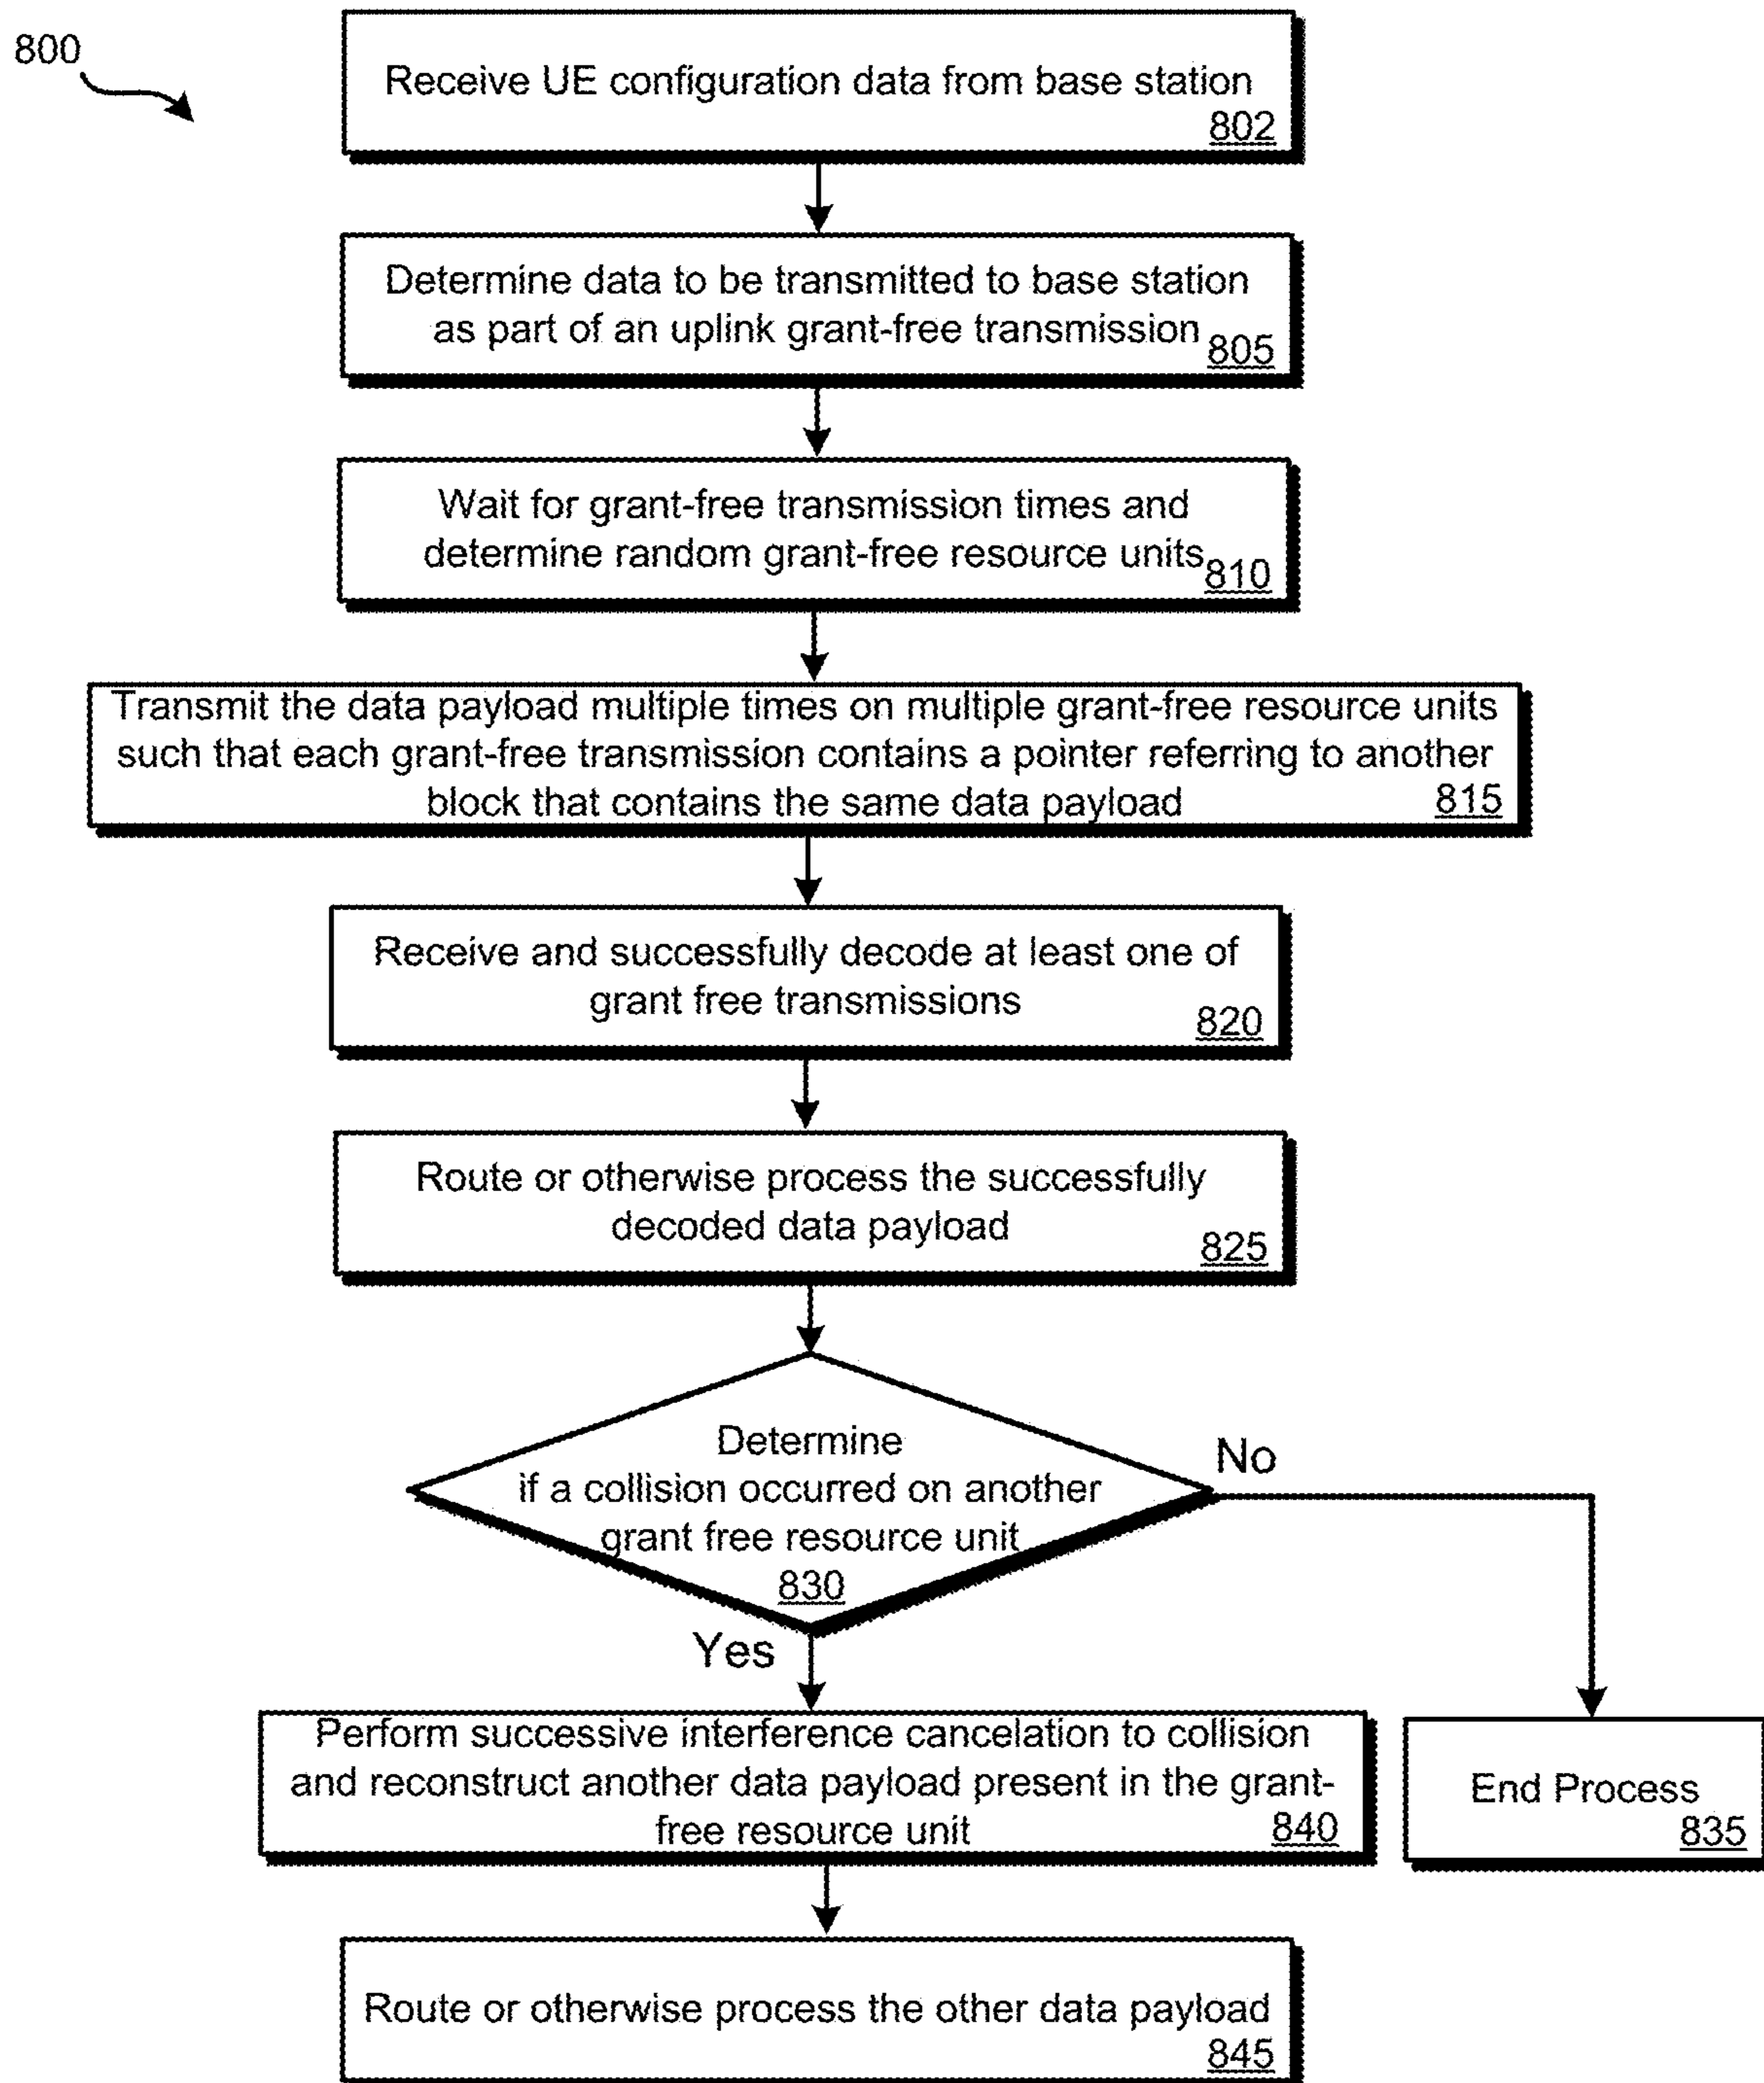 800
Receive UE configuration data from base station
802
Determine data to be transmitted to base station
as part of an uplink grant-free transmission
805
Wait for grant-free transmission times and
determine random grant-free resource units
810
Transmit the data payload multiple times on multiple grant-free resource units
such that each grant-free transmission contains a pointer referring to another
block that contains the same data payload
815
Receive and successfully decode at least one of
grant free transmissions
820
Route or otherwise process the successfully
decoded data payload
825
Determine
if a collision occurred on another
grant free resource unit
830
No
Yes
Perform successive interference cancelation to collision
and reconstruct another data payload present in the grant-
free resource unit
840
End Process
835
Route or otherwise process the other data payload
845